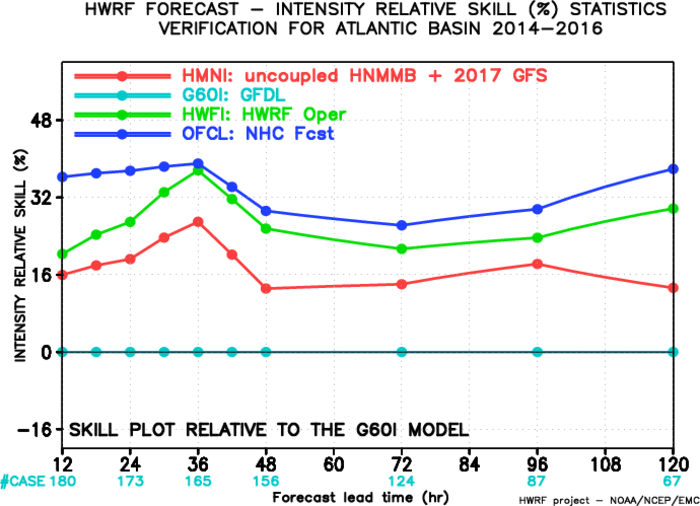 HWRF FORECAST – INTENSITY RELATIVE SKILL (%) STATISTICS
VERIFICATION FOR ATLANTIC BASIN 2014–2016
HMNI: uncoupled HNMMB + 2017 GFS
G60I: GFDL
HWFI: HWRF Oper
OFCL: NHC Fcst
INTENSITY RELATIVE SKILL (%)
48
32
16
0
–16
SKILL PLOT RELATIVE TO THE G60I MODEL
12 24 36 48 60 72 84 96 108 120
#CASE 180 173 165 156 124 87 67
Forecast lead time (hr)
HWRF project – NOAA/NCEP/EMC